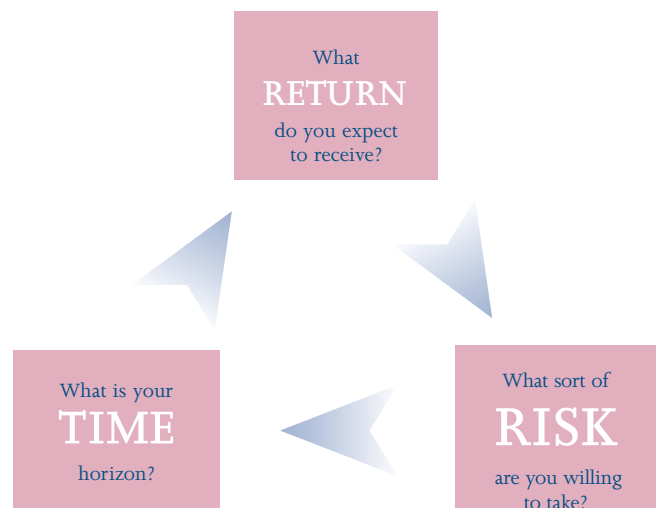 What
RETURN
do you expect
to receive?
What is your
TIME
horizon?
What sort of
RISK
are you willing
to take?